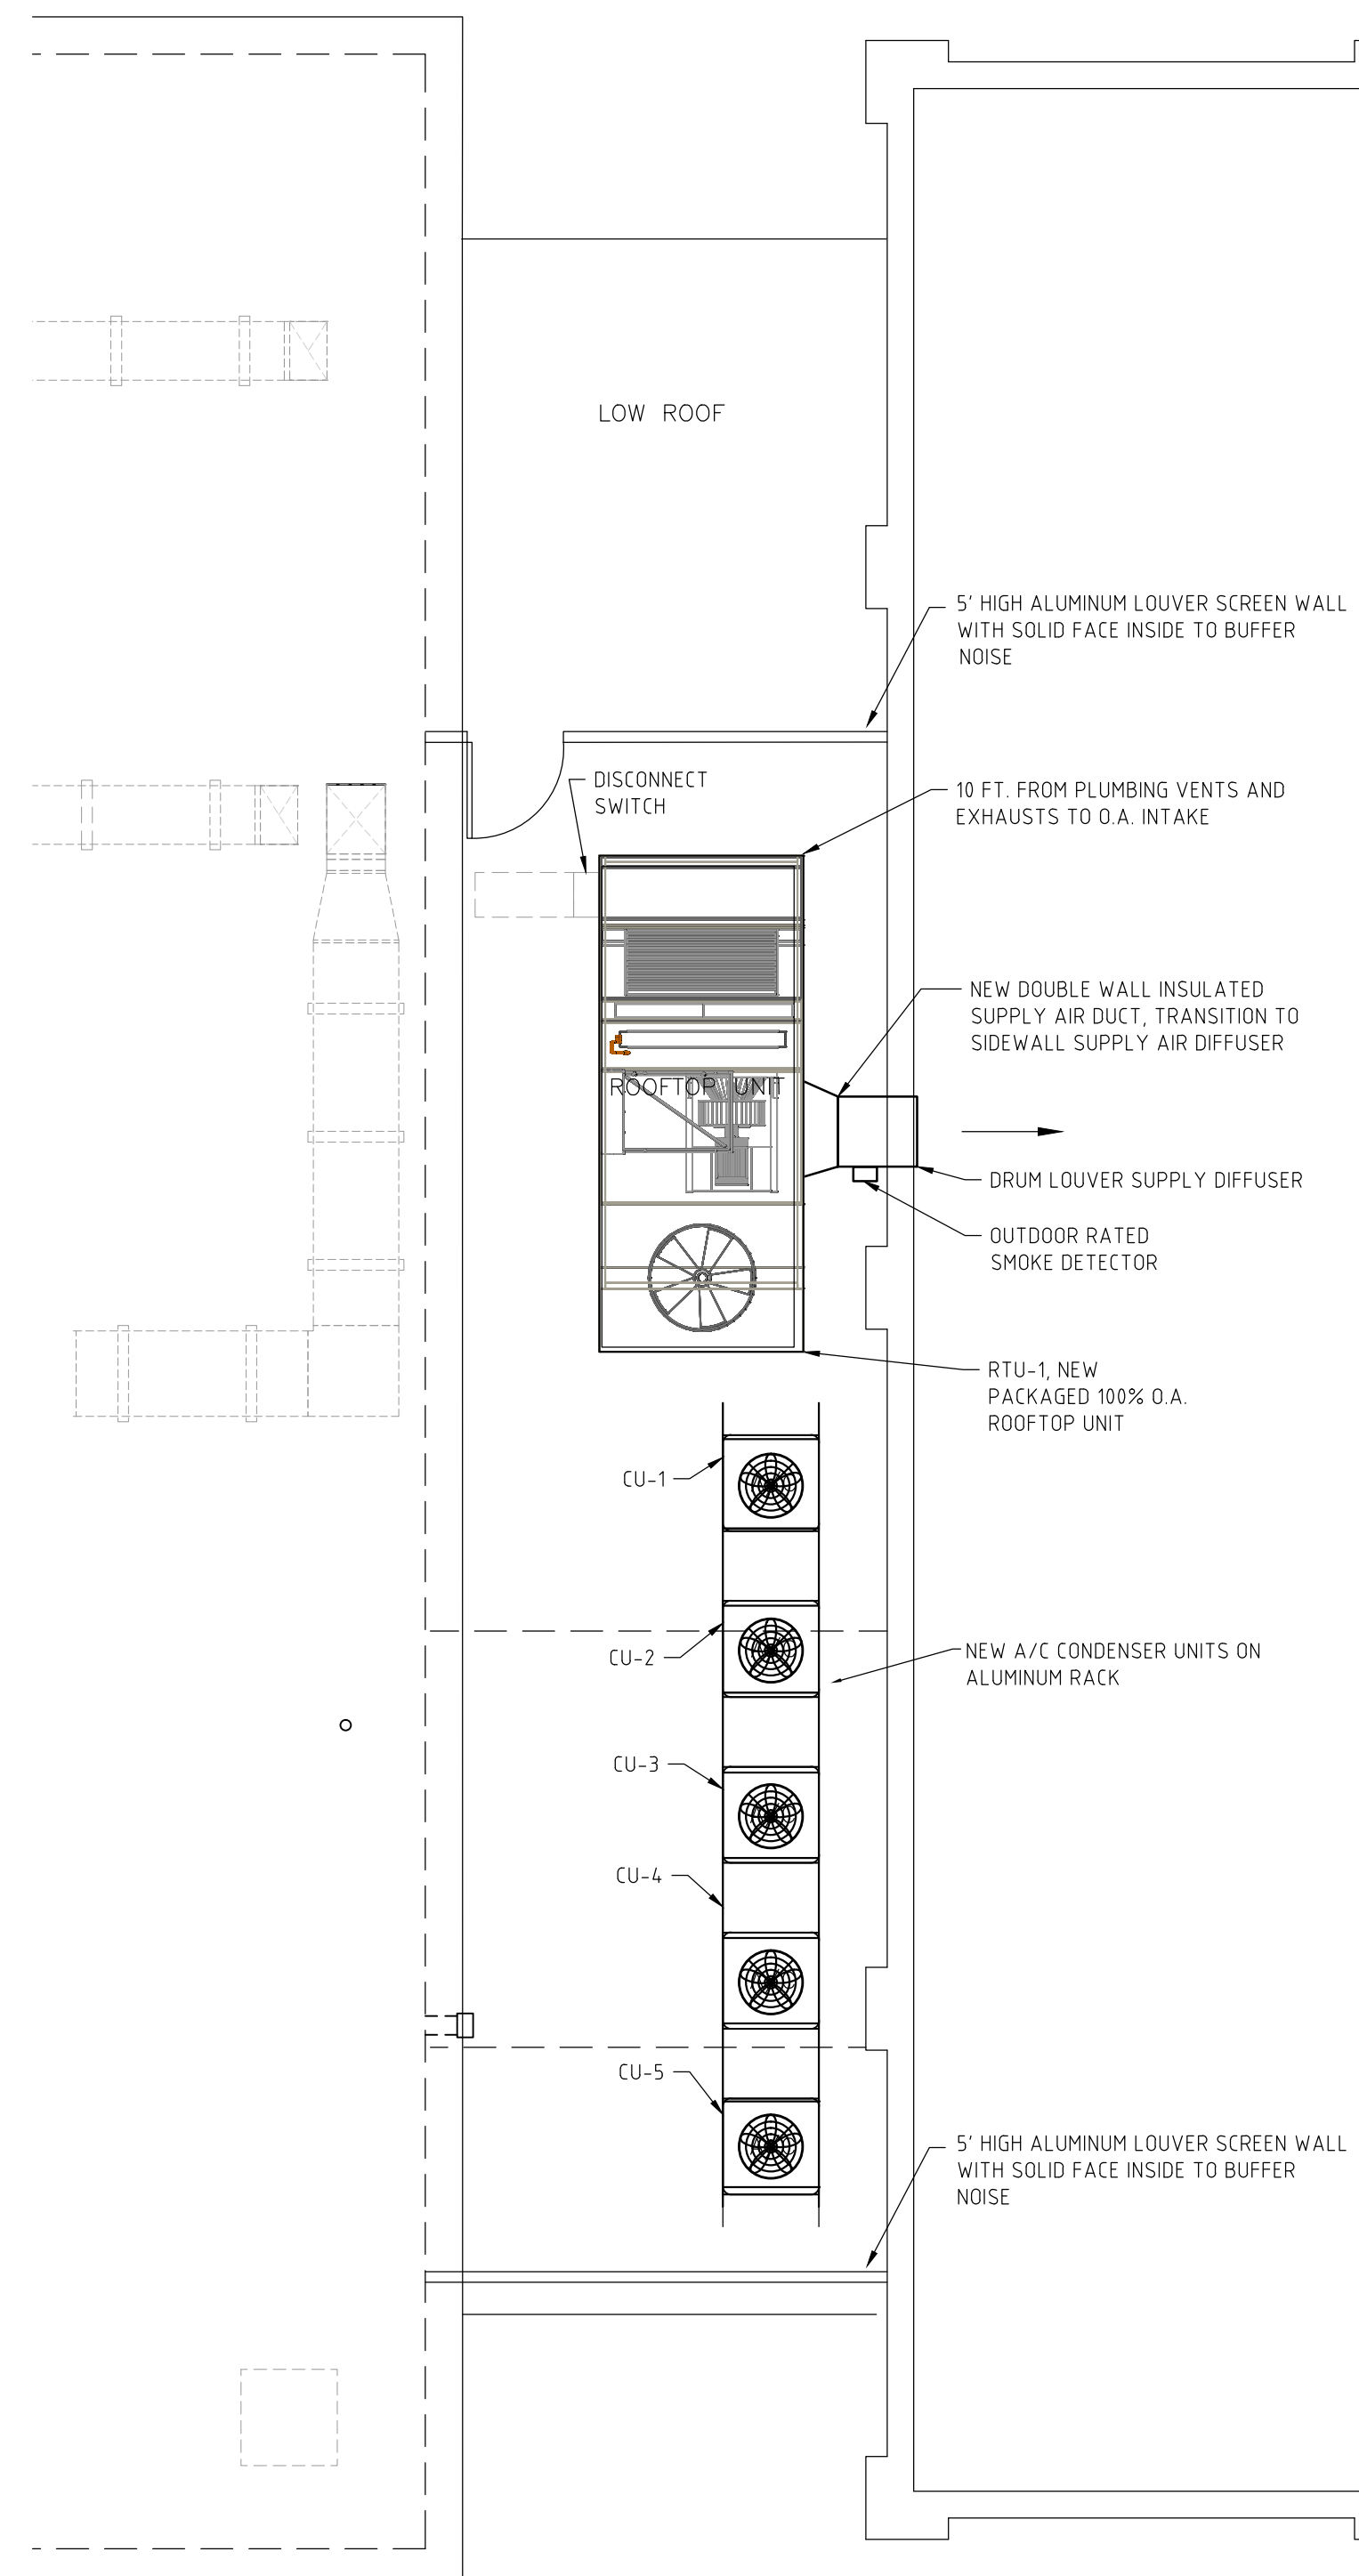 LOW ROOF
5' HIGH ALUMINUM LOUVER SCREEN WALL
WITH SOLID FACE INSIDE TO BUFFER
NOISE
DISCONNECT
SWITCH
10 FT. FROM PLUMBING VENTS AND
EXHAUSTS TO O.A. INTAKE
NEW DOUBLE WALL INSULATED
SUPPLY AIR DUCT, TRANSITION TO
SIDEWALL SUPPLY AIR DIFFUSER
ROOFTOP UNIT
DRUM LOUVER SUPPLY DIFFUSER
OUTDOOR RATED
SMOKE DETECTOR
RTU-1, NEW
PACKAGED 100% O.A.
ROOFTOP UNIT
CU-1
CU-2
NEW A/C CONDENSER UNITS ON
ALUMINUM RACK
CU-3
CU-4
CU-5
5' HIGH ALUMINUM LOUVER SCREEN WALL
WITH SOLID FACE INSIDE TO BUFFER
NOISE